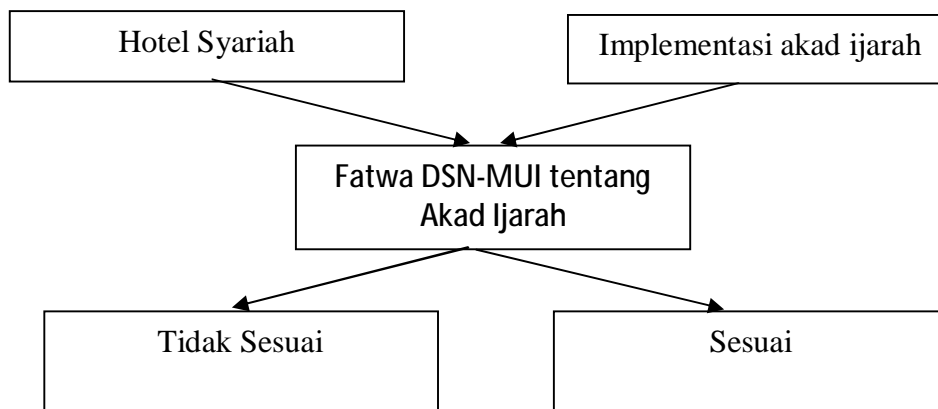 Hotel Syariah
Implementasi akad ijarah
Fatwa DSN-MUI tentang
Akad Ijarah
Tidak Sesuai
Sesuai